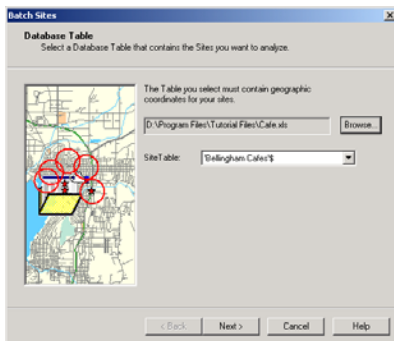 Batch Sites
Database Table
Select a Database Table that contains the Sites you want to analyze.
The Table you select must contain geographic
coordinates for your sites.
D:\Program Files\Tutorial Files\Cafe.xls
Browse...
Site Table:
'Bellingham Cafes'$
< Back
Next >
Cancel
Help